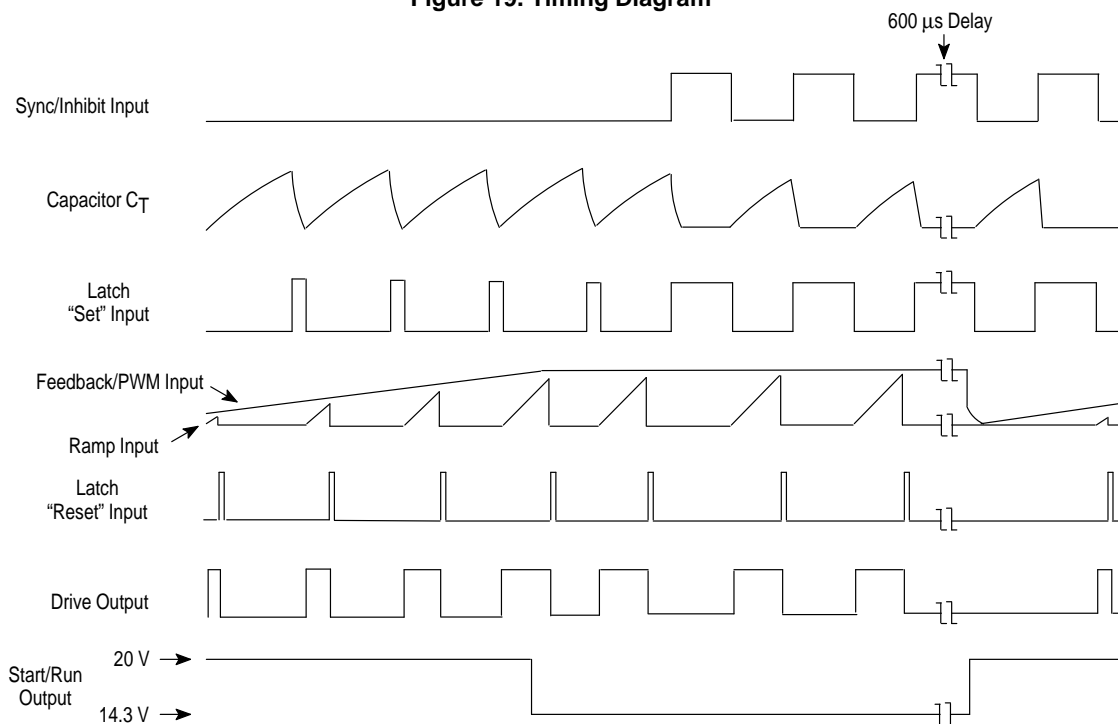 Figure 19. Timing Diagram
600 µs Delay
Sync/Inhibit Input
Capacitor CT
Latch
“Set” Input
Feedback/PWM Input
Ramp Input
Latch
“Reset” Input
Drive Output
20 V
Start/Run
Output
14.3 V